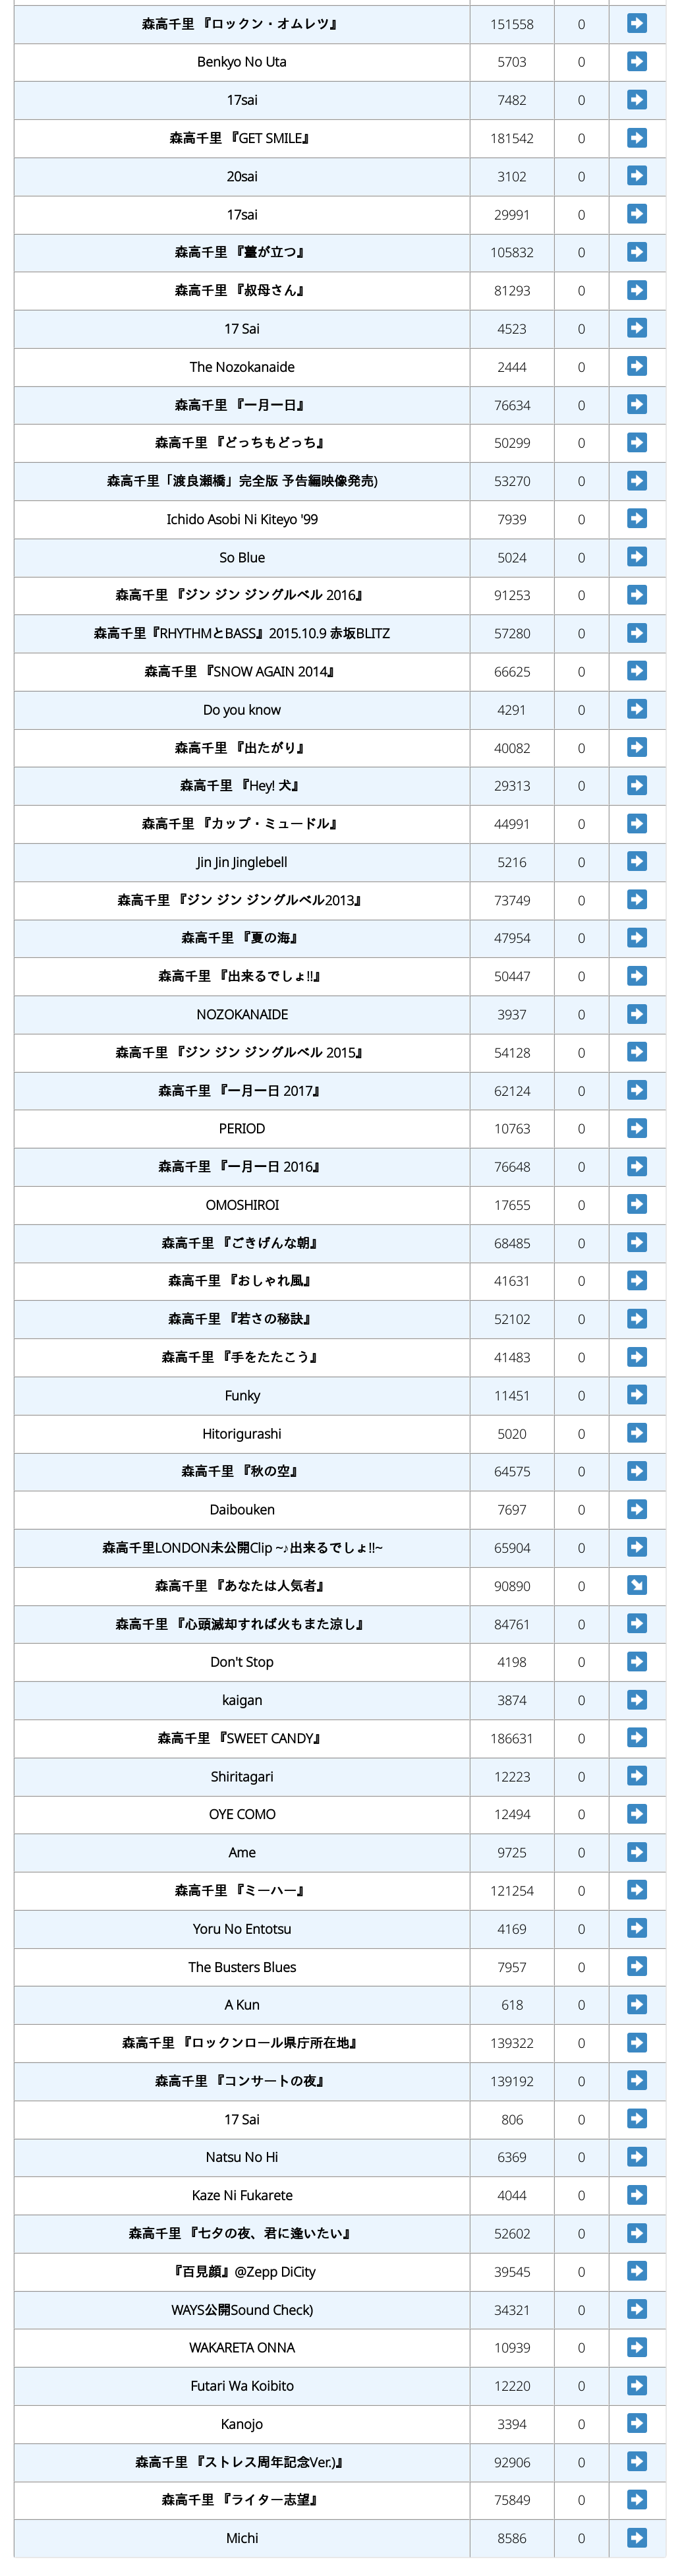 森高千里 『ロックン・オムレツ』 151558 0
Benkyo No Uta 5703 0
17sai 7482 0
森高千里 『GET SMILE』 181542 0
20sai 3102 0
17sai 29991 0
森高千里 『薹が立つ』 105832 0
森高千里 『叔母さん』 81293 0
17 Sai 4523 0
The Nozokanaide 2444 0
森高千里 『一月一日』 76634 0
森高千里 『どっちもどっち』 50299 0
森高千里「渡良瀬橋」完全版 予告編映像発売) 53270 0
Ichido Asobi Ni Kiteyo '99 7939 0
So Blue 5024 0
森高千里 『ジン ジン ジングルベル 2016』 91253 0
森高千里『RHYTHMとBASS』2015.10.9 赤坂BLITZ 57280 0
森高千里 『SNOW AGAIN 2014』 66625 0
Do you know 4291 0
森高千里 『出たがり』 40082 0
森高千里 『Hey! 犬』 29313 0
森高千里 『カップ・ミュードル』 44991 0
Jin Jin Jinglebell 5216 0
森高千里 『ジン ジン ジングルベル2013』 73749 0
森高千里 『夏の海』 47954 0
森高千里 『出来るでしょ!!』 50447 0
NOZOKANAIDE 3937 0
森高千里 『ジン ジン ジングルベル 2015』 54128 0
森高千里 『一月一日 2017』 62124 0
PERIOD 10763 0
森高千里 『一月一日 2016』 76648 0
OMOSHIROI 17655 0
森高千里 『ごきげんな朝』 68485 0
森高千里 『おしゃれ風』 41631 0
森高千里 『若さの秘訣』 52102 0
森高千里 『手をたたこう』 41483 0
Funky 11451 0
Hitorigurashi 5020 0
森高千里 『秋の空』 64575 0
Daibouken 7697 0
森高千里LONDON未公開Clip ~♪出来るでしょ!!~ 65904 0
森高千里 『あなたは人気者』 90890 0
森高千里 『心頭滅却すれば火もまた涼し』 84761 0
Don't Stop 4198 0
kaigan 3874 0
森高千里 『SWEET CANDY』 186631 0
Shiritagari 12223 0
OYE COMO 12494 0
Ame 9725 0
森高千里 『ミーハー』 121254 0
Yoru No Entotsu 4169 0
The Busters Blues 7957 0
A Kun 618 0
森高千里 『ロックンロール県庁所在地』 139322 0
森高千里 『コンサートの夜』 139192 0
17 Sai 806 0
Natsu No Hi 6369 0
Kaze Ni Fukarete 4044 0
森高千里 『七夕の夜、君に逢いたい』 52602 0
『百見顔』@Zepp DiCity 39545 0
WAYS公開Sound Check) 34321 0
WAKARETA ONNA 10939 0
Futari Wa Koibito 12220 0
Kanojo 3394 0
森高千里 『ストレス周年記念Ver.)』 92906 0
森高千里 『ライター志望』 75849 0
Michi 8586 0